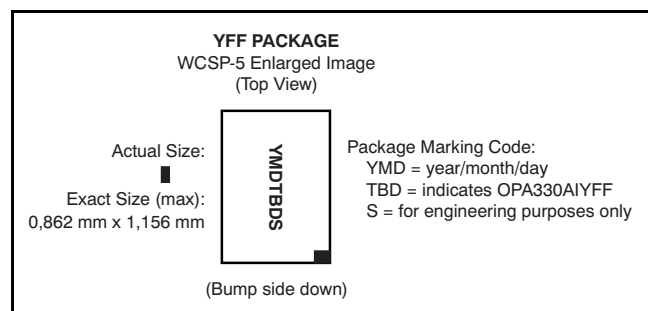 YFF PACKAGE
WCSP-5 Enlarged Image
(Top View)
Actual Size:
Exact Size (max):
0,862 mm x 1,156 mm
YMDTBDS
Package Marking Code:
YMD = year/month/day
TBD = indicates OPA330AIYFF
S = for engineering purposes only
(Bump side down)